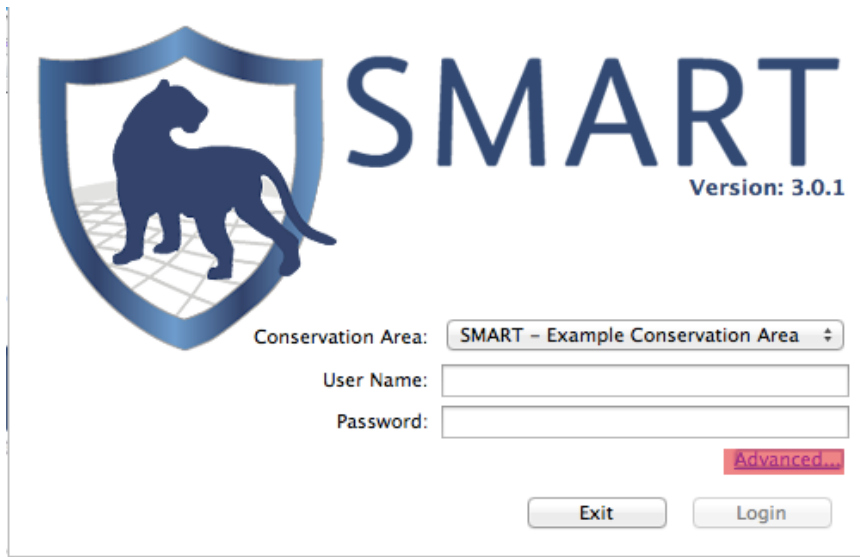 SMART
Version: 3.0.1
Conservation Area: SMART – Example Conservation Area
User Name:
Password:
Advanced...
Exit Login